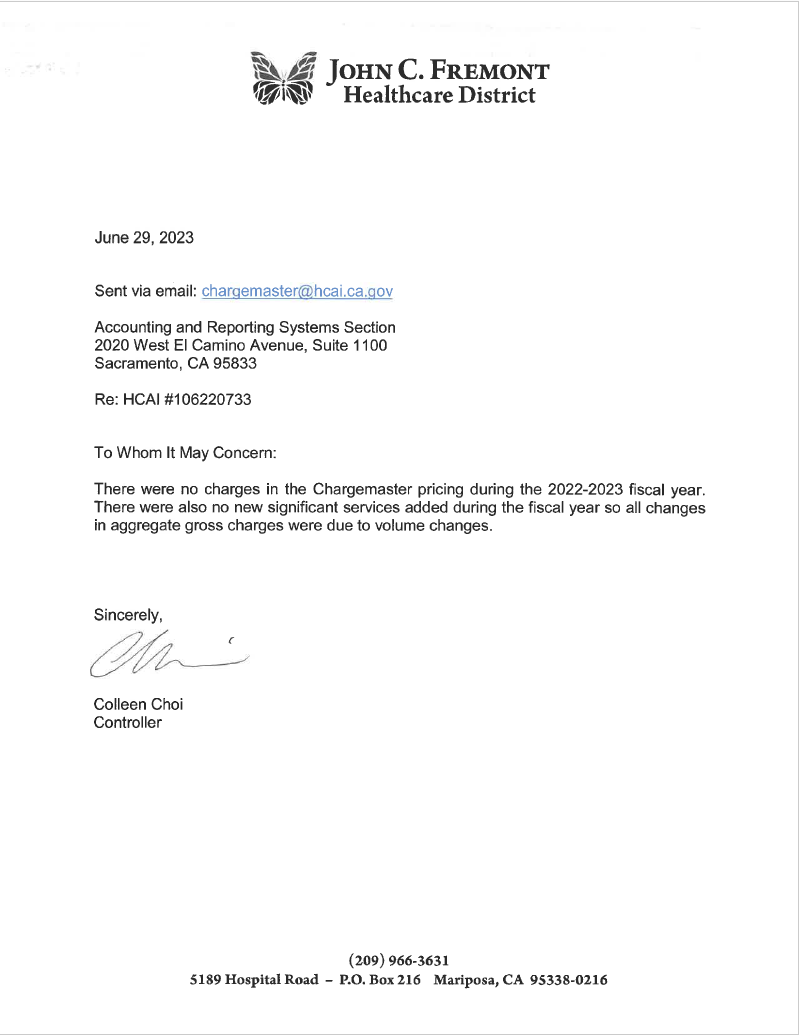 JOHN C. FREMONT
Healthcare District
June 29, 2023
Sent via email: chargemaster@hcai.ca.gov
Accounting and Reporting Systems Section
2020 West El Camino Avenue, Suite 1100
Sacramento, CA 95833
Re: HCAI #106220733
To Whom It May Concern:
There were no charges in the Chargemaster pricing during the 2022-2023 fiscal year.
There were also no new significant services added during the fiscal year so all changes
in aggregate gross charges were due to volume changes.
Sincerely,
Colleen Choi
Controller
(209) 966-3631
5189 Hospital Road – P.O. Box 216 Mariposa, CA 95338-0216